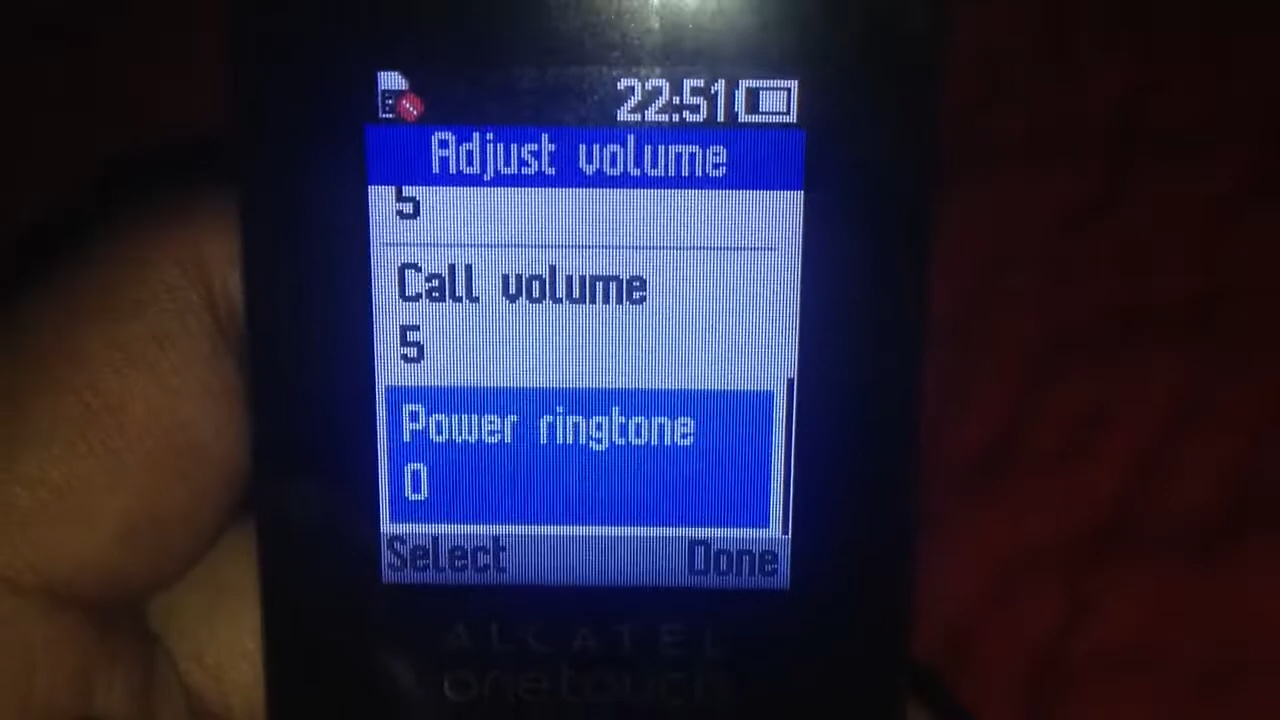 22:51
Adjust volume
5
Call volume
5
Power ringtone
0
Select Done
ALCATEL
onetouch